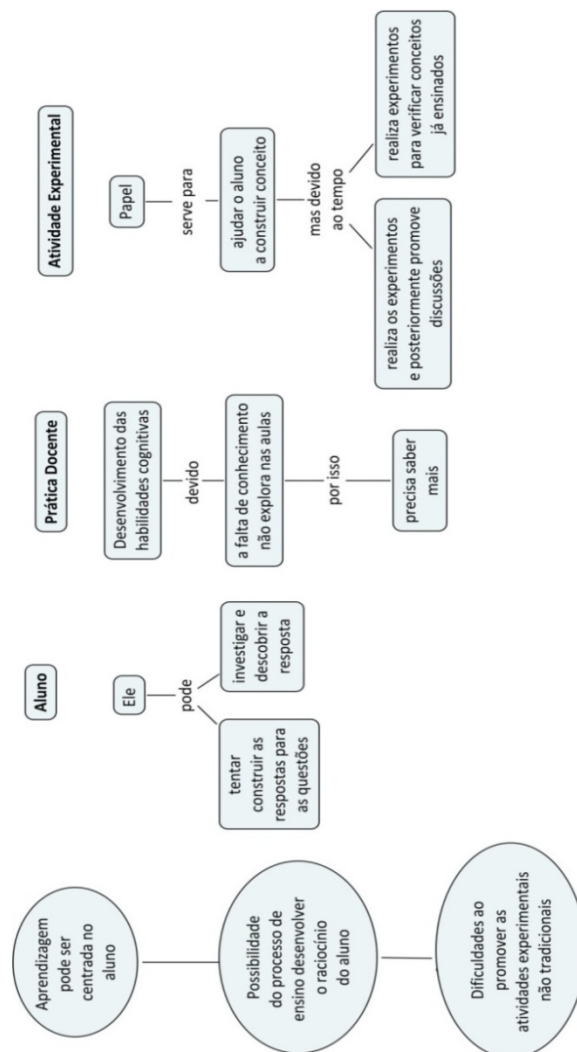 Aprendizagem
pode ser
centrada no
aluno
Possibilidade
do processo de
ensino desenvolver
o raciocínio
do aluno
Dificuldades ao
promover as
atividades experimentais
não tradicionais
Aluno
Ele
pode
tentar
construir as
respostas para
as questões
investigar e
descobrir a
resposta
Prática Docente
Desenvolvimento das
habilidades cognitivas
devido
a falta de conhecimento
não explora nas aulas
por isso
precisa saber
mais
Atividade Experimental
Papel
serve para
ajudar o aluno
a construir conceito
mas devido
ao tempo
realiza os experimentos
e posteriormente promove
discussões
realiza experimentos
para verificar conceitos
já ensinados